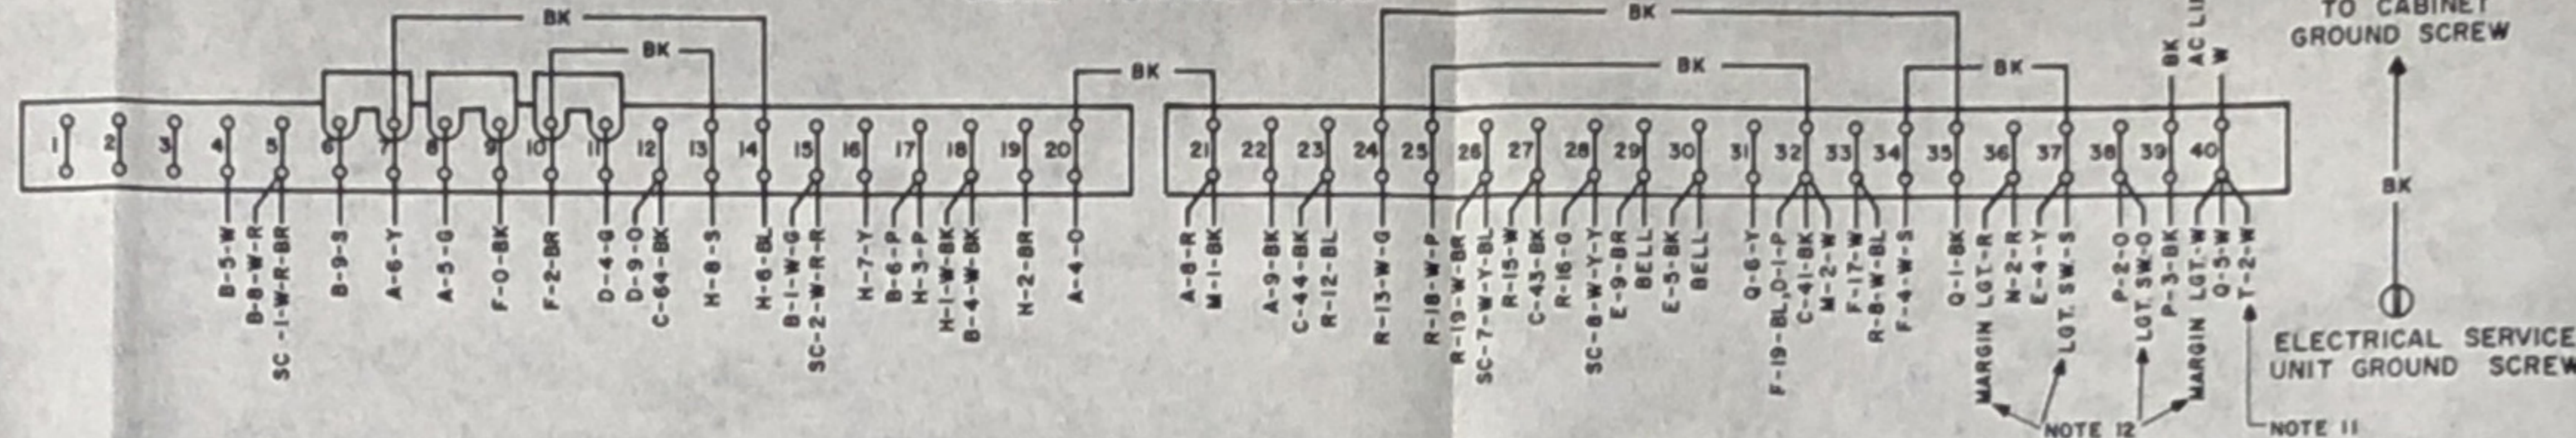 BK
BK
BK
BK
BK
BK
BK
AC LI
W
TO CABINET
GROUND SCREW
1 2 3 4 5 6 7 8 9 10 11 12 13 14 15 16 17 18 19 20
21 22 23 24 25 26 27 28 29 30 31 32 33 34 35 36 37 38 39 40
BK
B-5-W
B-8-W-R
SC-1-W-R-BR
B-9-S
A-6-Y
A-5-G
F-0-BK
F-2-BR
D-4-G
D-9-O
C-64-BK
H-8-S
H-6-BL
B-1-W-G
SC-2-W-R-R
H-7-Y
B-6-P
H-3-P
H-1-W-BK
B-4-W-BK
H-2-BR
A-4-O
A-8-R
M-1-BK
A-9-BK
C-44-BK
R-12-BL
R-13-W-G
R-18-W-P
R-19-W-BR
SC-7-W-Y-BL
R-15-W
C-43-BK
R-16-G
SC-8-W-Y-Y
E-9-BR
BELL
E-5-BK
BELL
Q-6-Y
F-19-BL,D-1-P
C-41-BK
M-2-W
F-17-W
R-8-W-BL
F-4-W-S
Q-1-BK
MARGIN LGT.-R
N-2-R
E-4-Y
LGT. SW.-S
P-2-O
LGT. SW-O
P-3-BK
MARGIN LGT.-W
Q-5-W
T-2-W
ELECTRICAL SERVICE
UNIT GROUND SCREW
NOTE 12
NOTE 11